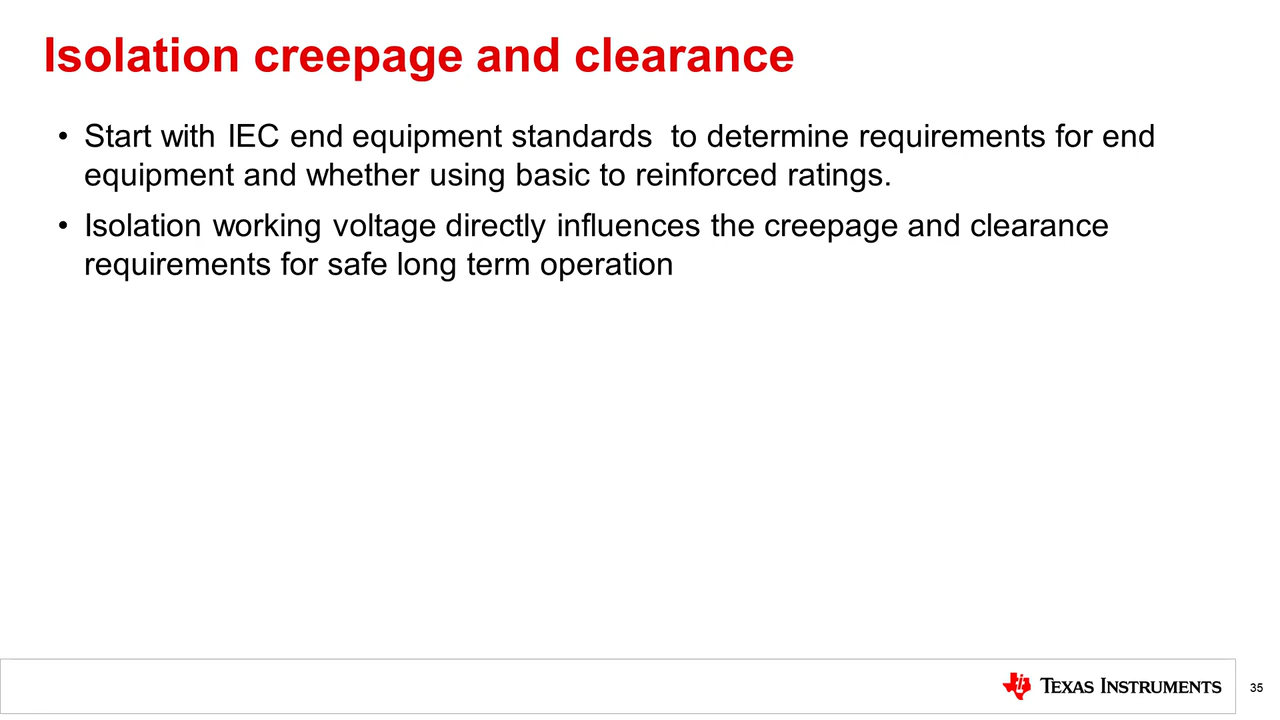 Isolation creepage and clearance
• Start with IEC end equipment standards  to determine requirements for end
equipment and whether using basic to reinforced ratings.
• Isolation working voltage directly influences the creepage and clearance
requirements for safe long term operation
TEXAS INSTRUMENTS
35